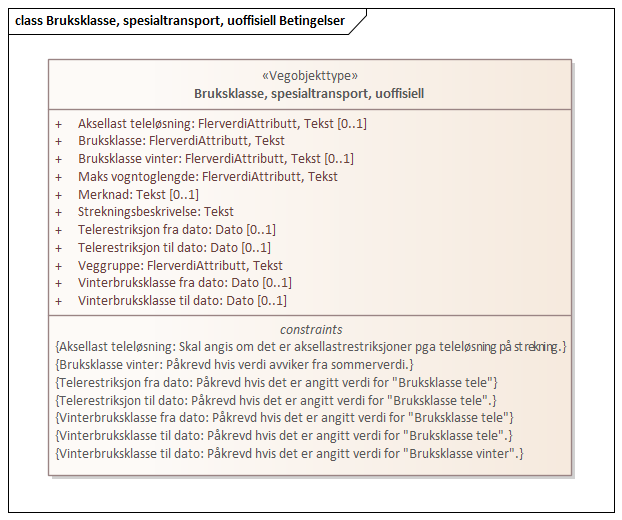 class Bruksklasse, spesialtransport, uoffisiell Betingelser
«Vegobjekttype»
Bruksklasse, spesialtransport, uoffisiell
+ Aksellast teleløsning: FlerverdiAttributt, Tekst [0..1]
+ Bruksklasse: FlerverdiAttributt, Tekst
+ Bruksklasse vinter: FlerverdiAttributt, Tekst [0..1]
+ Maks vogntoglengde: FlerverdiAttributt, Tekst
+ Merknad: Tekst [0..1]
+ Strekningsbeskrivelse: Tekst
+ Telerestriksjon fra dato: Dato [0..1]
+ Telerestriksjon til dato: Dato [0..1]
+ Veggruppe: FlerverdiAttributt, Tekst
+ Vinterbruksklasse fra dato: Dato [0..1]
+ Vinterbruksklasse til dato: Dato [0..1]
constraints
{Aksellast teleløsning: Skal angis om det er aksellastrestriksjoner pga teleløsning på strekning.}
{Bruksklasse vinter: Påkrevd hvis verdi avviker fra sommerverdi.}
{Telerestriksjon fra dato: Påkrevd hvis det er angitt verdi for "Bruksklasse tele"}
{Telerestriksjon til dato: Påkrevd hvis det er angitt verdi for "Bruksklasse tele".}
{Vinterbruksklasse fra dato: Påkrevd hvis det er angitt verdi for "Bruksklasse tele"}
{Vinterbruksklasse til dato: Påkrevd hvis det er angitt verdi for "Bruksklasse tele".}
{Vinterbruksklasse til dato: Påkrevd hvis det er angitt verdi for "Bruksklasse vinter".}